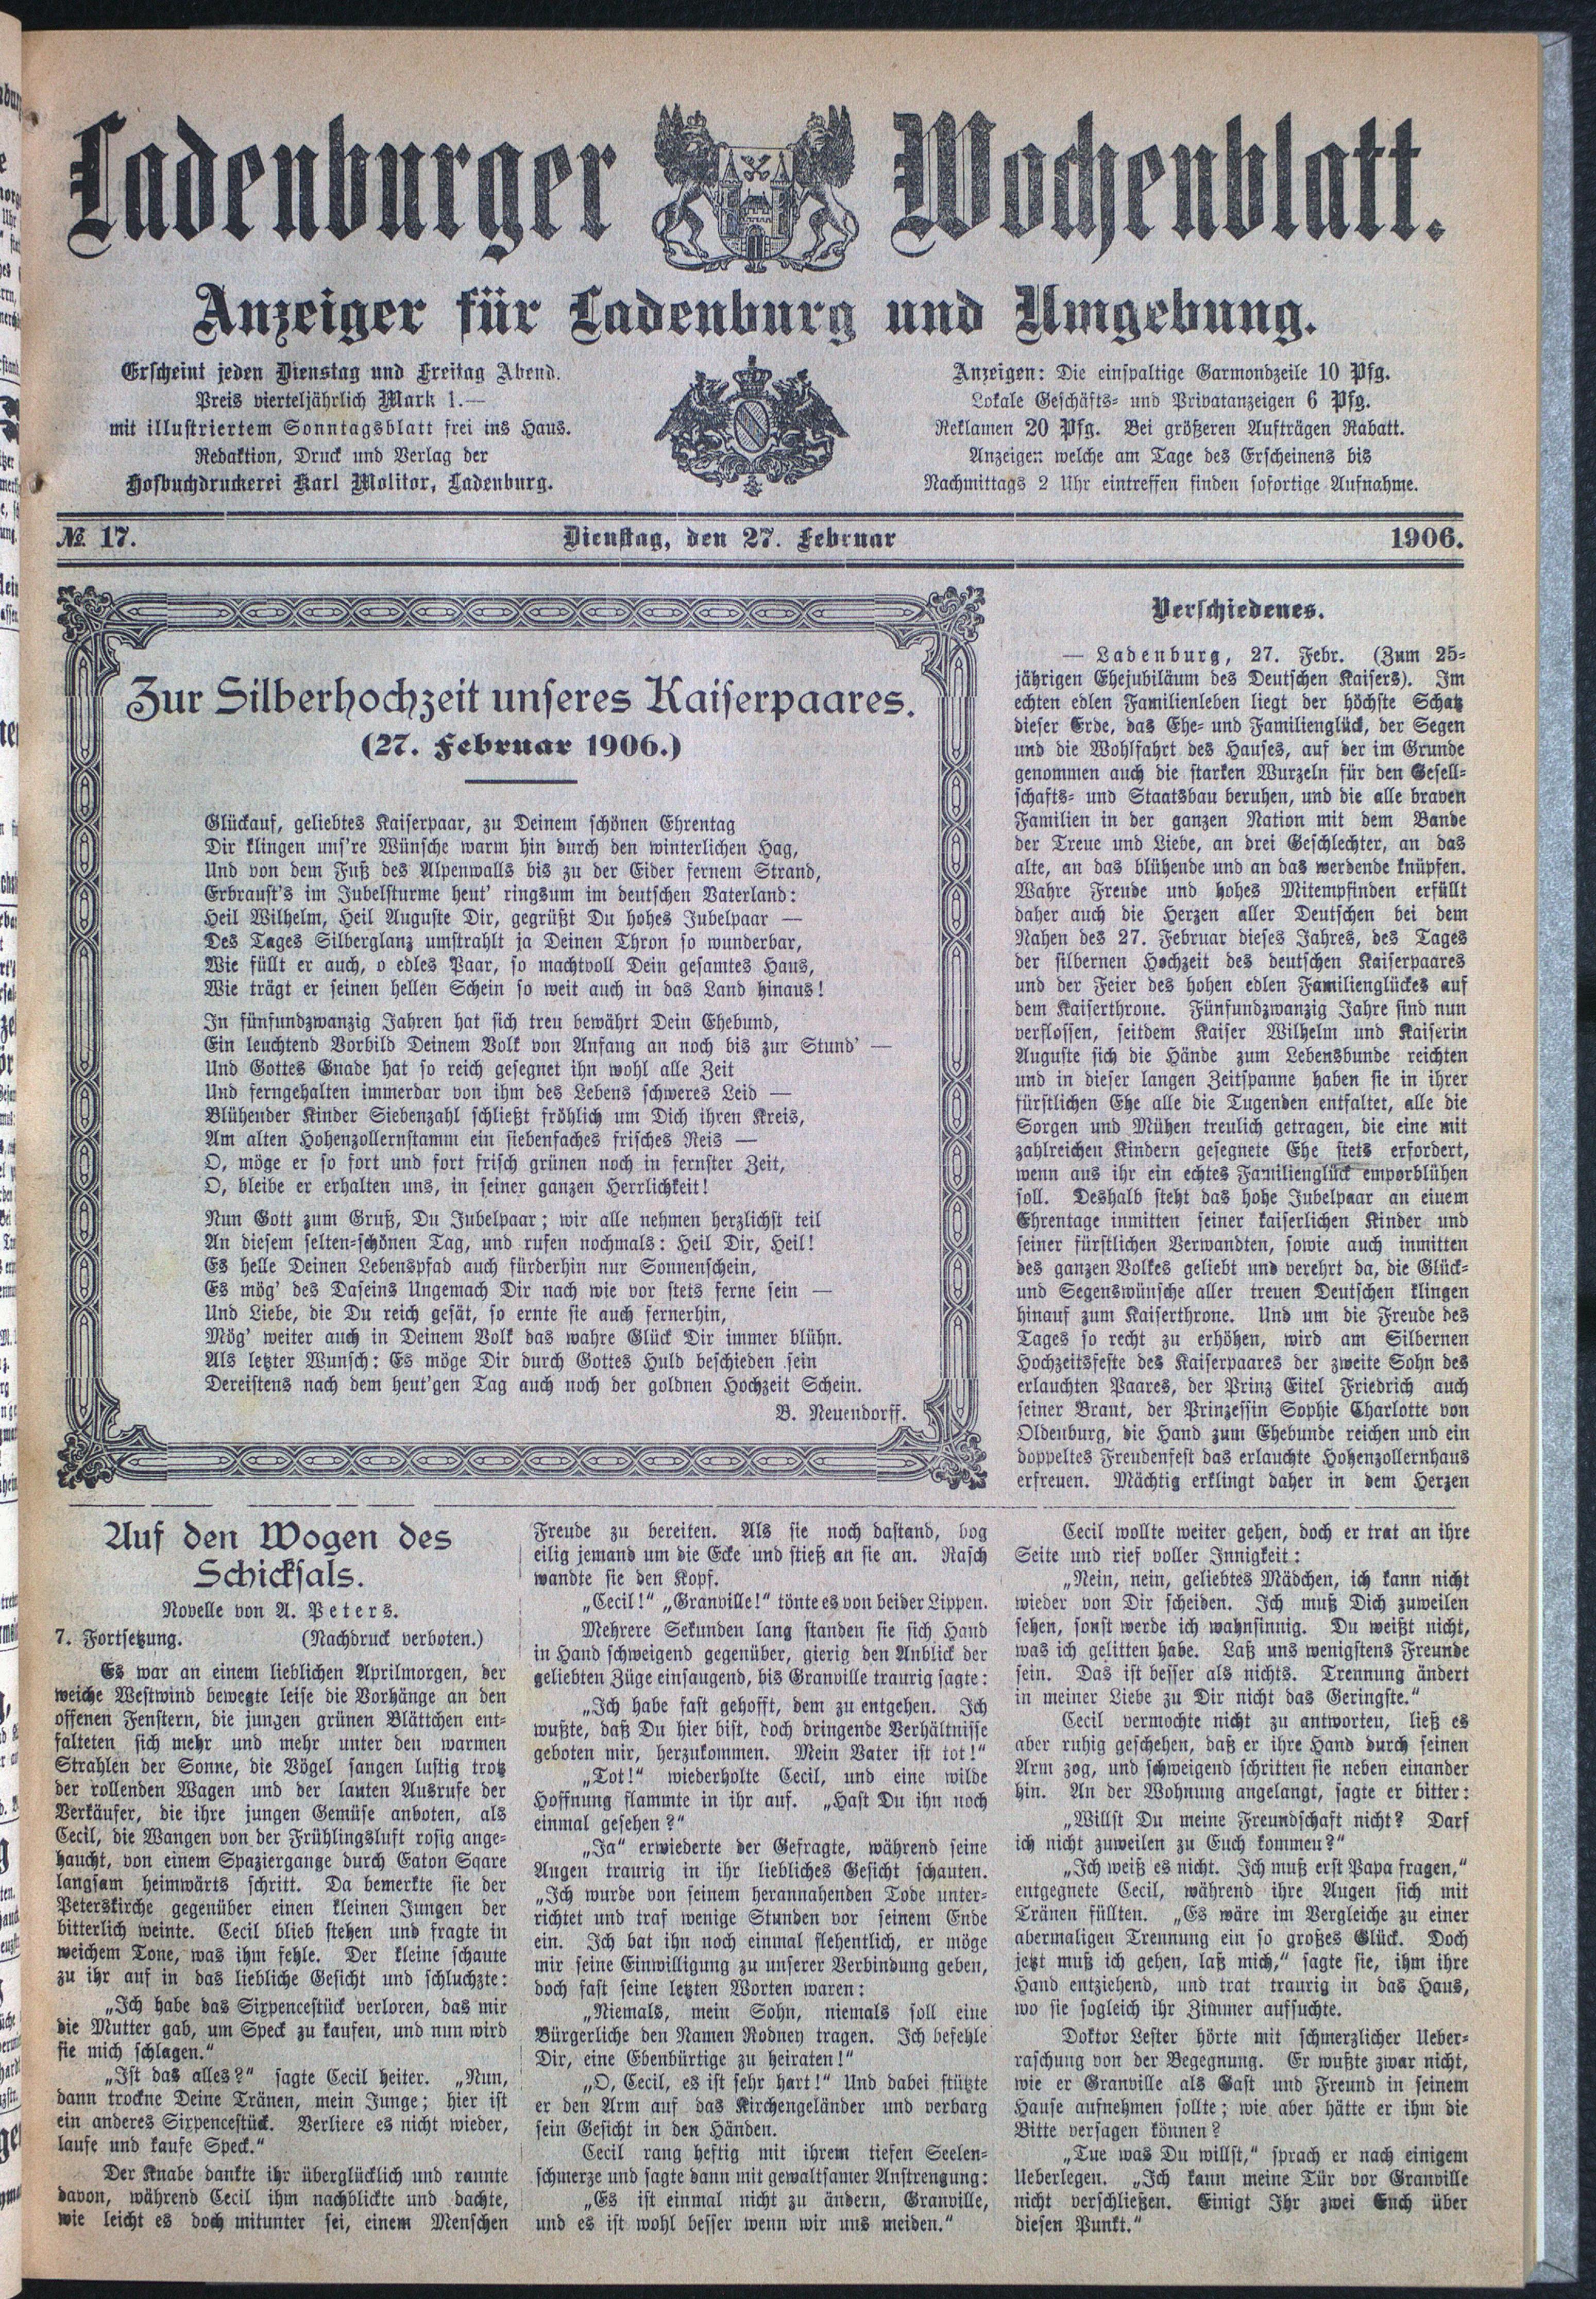 Ladenburger Wochenblatt.
Anzeiger für Ladenburg und Umgebung.
Erscheint jeden Dienstag und Freitag Abend.
Preis vierteljährlich Mark 1.—
mit illustriertem Sonntagsblatt frei ins Haus.
Redaktion, Druck und Verlag der
Hofbuchdruckerei Karl Molitor, Ladenburg.
Anzeigen: Die einspaltige Garmondzeile 10 Pfg.
Lokale Geschäfts- und Privatanzeigen 6 Pfg.
Reklamen 20 Pfg. Bei größeren Aufträgen Rabatt.
Anzeigen welche am Tage des Erscheinens bis
Nachmittags 2 Uhr eintreffen finden sofortige Aufnahme.
№ 17. Dienstag, den 27. Februar 1906.
Zur Silberhochzeit unseres Kaiserpaares.
(27. Februar 1906.)
Glückauf, geliebtes Kaiserpaar, zu Deinem schönen Ehrentag
Dir klingen uns're Wünsche warm hin durch den winterlichen Hag,
Und von dem Fuß des Alpenwalls bis zu der Eider fernem Strand,
Erbraust's im Jubelsturme heut' ringsum im deutschen Vaterland:
Heil Wilhelm, Heil Auguste Dir, gegrüßt Du hohes Jubelpaar —
Des Tages Silberglanz umstrahlt ja Deinen Thron so wunderbar,
Wie füllt er auch, o edles Paar, so machtvoll Dein gesamtes Haus,
Wie trägt er seinen hellen Schein so weit auch in das Land hinaus!
In fünfundzwanzig Jahren hat sich treu bewährt Dein Ehebund,
Ein leuchtend Vorbild Deinem Volk von Anfang an noch bis zur Stund' —
Und Gottes Gnade hat so reich gesegnet ihn wohl alle Zeit
Und ferngehalten immerdar von ihm des Lebens schweres Leid —
Blühender Kinder Siebenzahl schließt fröhlich um Dich ihren Kreis,
Am alten Hohenzollernstamm ein siebenfaches frisches Reis —
O, möge er so fort und fort frisch grünen noch in fernster Zeit,
O, bleibe er erhalten uns, in seiner ganzen Herrlichkeit!
Nun Gott zum Gruß, Du Jubelpaar; wir alle nehmen herzlichst teil
An diesem selten-schönen Tag, und rufen nochmals: Heil Dir, Heil!
Es helle Deinen Lebenspfad auch fürderhin nur Sonnenschein,
Es mög' des Daseins Ungemach Dir nach wie vor stets ferne sein —
Und Liebe, die Du reich gesät, so ernte sie auch fernerhin,
Mög' weiter auch in Deinem Volk das wahre Glück Dir immer blühn.
Als letzter Wunsch: Es möge Dir durch Gottes Huld beschieden sein
Dereistens nach dem heut'gen Tag auch noch der goldnen Hochzeit Schein.
B. Neuendorff.
Verschiedenes.
— Ladenburg, 27. Febr. (Zum 25-
jährigen Ehejubiläum des Deutschen Kaisers). Im
echten edlen Familienleben liegt der höchste Schatz
dieser Erde, das Ehe- und Familienglück, der Segen
und die Wohlfahrt des Hauses, auf der im Grunde
genommen auch die starken Wurzeln für den Gesell-
schafts- und Staatsbau beruhen, und die alle braven
Familien in der ganzen Nation mit dem Bande
der Treue und Liebe, an drei Geschlechter, an das
alte, an das blühende und an das werdende knüpfen.
Wahre Freude und hohes Mitempfinden erfüllt
daher auch die Herzen aller Deutschen bei dem
Nahen des 27. Februar dieses Jahres, des Tages
der silbernen Hochzeit des deutschen Kaiserpaares
und der Feier des hohen edlen Familienglückes auf
dem Kaiserthrone. Fünfundzwanzig Jahre sind nun
verflossen, seitdem Kaiser Wilhelm und Kaiserin
Auguste sich die Hände zum Lebensbunde reichten
und in dieser langen Zeitspanne haben sie in ihrer
fürstlichen Ehe alle die Tugenden entfaltet, alle die
Sorgen und Mühen treulich getragen, die eine mit
zahlreichen Kindern gesegnete Ehe stets erfordert,
wenn aus ihr ein echtes Familienglück emporblühen
soll. Deshalb steht das hohe Jubelpaar an einem
Ehrentage inmitten seiner kaiserlichen Kinder und
seiner fürstlichen Verwandten, sowie auch inmitten
des ganzen Volkes geliebt und verehrt da, die Glück-
und Segenswünsche aller treuen Deutschen klingen
hinauf zum Kaiserthrone. Und um die Freude des
Tages so recht zu erhöhen, wird am Silbernen
Hochzeitsfeste des Kaiserpaares der zweite Sohn des
erlauchten Paares, der Prinz Eitel Friedrich auch
seiner Braut, der Prinzessin Sophie Charlotte von
Oldenburg, die Hand zum Ehebunde reichen und ein
doppeltes Freudenfest das erlauchte Hohenzollernhaus
erfreuen. Mächtig erklingt daher in dem Herzen
Auf den Wogen des
Schicksals.
Novelle von A. Peters.
7. Fortsetzung. (Nachdruck verboten.)
Es war an einem lieblichen Aprilmorgen, der
weiche Westwind bewegte leise die Vorhänge an den
offenen Fenstern, die jungen grünen Blättchen ent-
falteten sich mehr und mehr unter den warmen
Strahlen der Sonne, die Vögel sangen lustig trotz
der rollenden Wagen und der lauten Ausrufe der
Verkäufer, die ihre jungen Gemüse anboten, als
Cecil, die Wangen von der Frühlingsluft rosig ange-
haucht, von einem Spaziergange durch Eaton Sqare
langsam heimwärts schritt. Da bemerkte sie der
Peterskirche gegenüber einen kleinen Jungen der
bitterlich weinte. Cecil blieb stehen und fragte in
weichem Tone, was ihm fehle. Der kleine schaute
zu ihr auf in das liebliche Gesicht und schluchzte:
„Ich habe das Sixpencestück verloren, das mir
die Mutter gab, um Speck zu kaufen, und nun wird
sie mich schlagen.“
„Ist das alles?“ sagte Cecil heiter. „Nun,
dann trockne Deine Tränen, mein Junge; hier ist
ein anderes Sixpencestück. Verliere es nicht wieder,
laufe und kaufe Speck.“
Der Knabe dankte ihr überglücklich und rannte
davon, während Cecil ihm nachblickte und dachte,
wie leicht es doch mitunter sei, einem Menschen
Freude zu bereiten. Als sie noch dastand, bog
eilig jemand um die Ecke und stieß an sie an. Rasch
wandte sie den Kopf.
„Cecil!“ „Granville!“ tönte es von beider Lippen.
Mehrere Sekunden lang standen sie sich Hand
in Hand schweigend gegenüber, gierig den Anblick der
geliebten Züge einsaugend, bis Granville traurig sagte:
„Ich habe fast gehofft, dem zu entgehen. Ich
wußte, daß Du hier bist, doch dringende Verhältnisse
geboten mir, herzukommen. Mein Vater ist tot!“
„Tot!“ wiederholte Cecil, und eine wilde
Hoffnung flammte in ihr auf. „Hast Du ihn noch
einmal gesehen?“
„Ja“ erwiederte der Gefragte, während seine
Augen traurig in ihr liebliches Gesicht schauten.
„Ich wurde von seinem herannahenden Tode unter-
richtet und traf wenige Stunden vor seinem Ende
ein. Ich bat ihn noch einmal flehentlich, er möge
mir seine Einwilligung zu unserer Verbindung geben,
doch fast seine letzten Worten waren:
„Niemals, mein Sohn, niemals soll eine
Bürgerliche den Namen Rodney tragen. Ich befehle
Dir, eine Ebenbürtige zu heiraten!“
„O, Cecil, es ist sehr hart!“ Und dabei stützte
er den Arm auf das Kirchengeländer und verbarg
sein Gesicht in den Händen.
Cecil rang heftig mit ihrem tiefen Seelen-
schmerze und sagte dann mit gewaltsamer Anstrengung:
„Es ist einmal nicht zu ändern, Granville,
und es ist wohl besser wenn wir uns meiden.“
Cecil wollte weiter gehen, doch er trat an ihre
Seite und rief voller Innigkeit:
„Nein, nein, geliebtes Mädchen, ich kann nicht
wieder von Dir scheiden. Ich muß Dich zuweilen
sehen, sonst werde ich wahnsinnig. Du weißt nicht,
was ich gelitten habe. Laß uns wenigstens Freunde
sein. Das ist besser als nichts. Trennung ändert
in meiner Liebe zu Dir nicht das Geringste.“
Cecil vermochte nicht zu antworten, ließ es
aber ruhig geschehen, daß er ihre Hand durch seinen
Arm zog, und schweigend schritten sie neben einander
hin. An der Wohnung angelangt, sagte er bitter:
„Willst Du meine Freundschaft nicht? Darf
ich nicht zuweilen zu Euch kommen?“
„Ich weiß es nicht. Ich muß erst Papa fragen,“
entgegnete Cecil, während ihre Augen sich mit
Tränen füllten. „Es wäre im Vergleiche zu einer
abermaligen Trennung ein so großes Glück. Doch
jetzt muß ich gehen, laß mich,“ sagte sie, ihm ihre
Hand entziehend, und trat traurig in das Haus,
wo sie sogleich ihr Zimmer aufsuchte.
Doktor Lester hörte mit schmerzlicher Ueber-
raschung von der Begegnung. Er wußte zwar nicht,
wie er Granville als Gast und Freund in seinem
Hause aufnehmen sollte; wie aber hätte er ihm die
Bitte versagen können?
„Tue was Du willst,“ sprach er nach einigem
Ueberlegen. „Ich kann meine Tür vor Granville
nicht verschließen. Einigt Ihr zwei Euch über
diesen Punkt.“